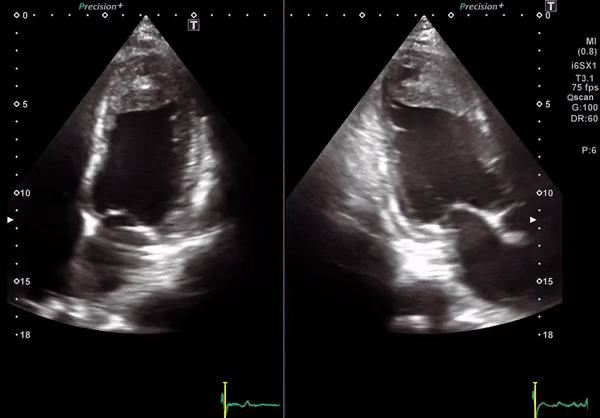 Precision+
0
T
5
10
15
18
Precision+
T
0
MI
(0.8)
i6SX1
T3.1
75 fps
Qscan
G:100
DR:60
P:6
5
10
15
18